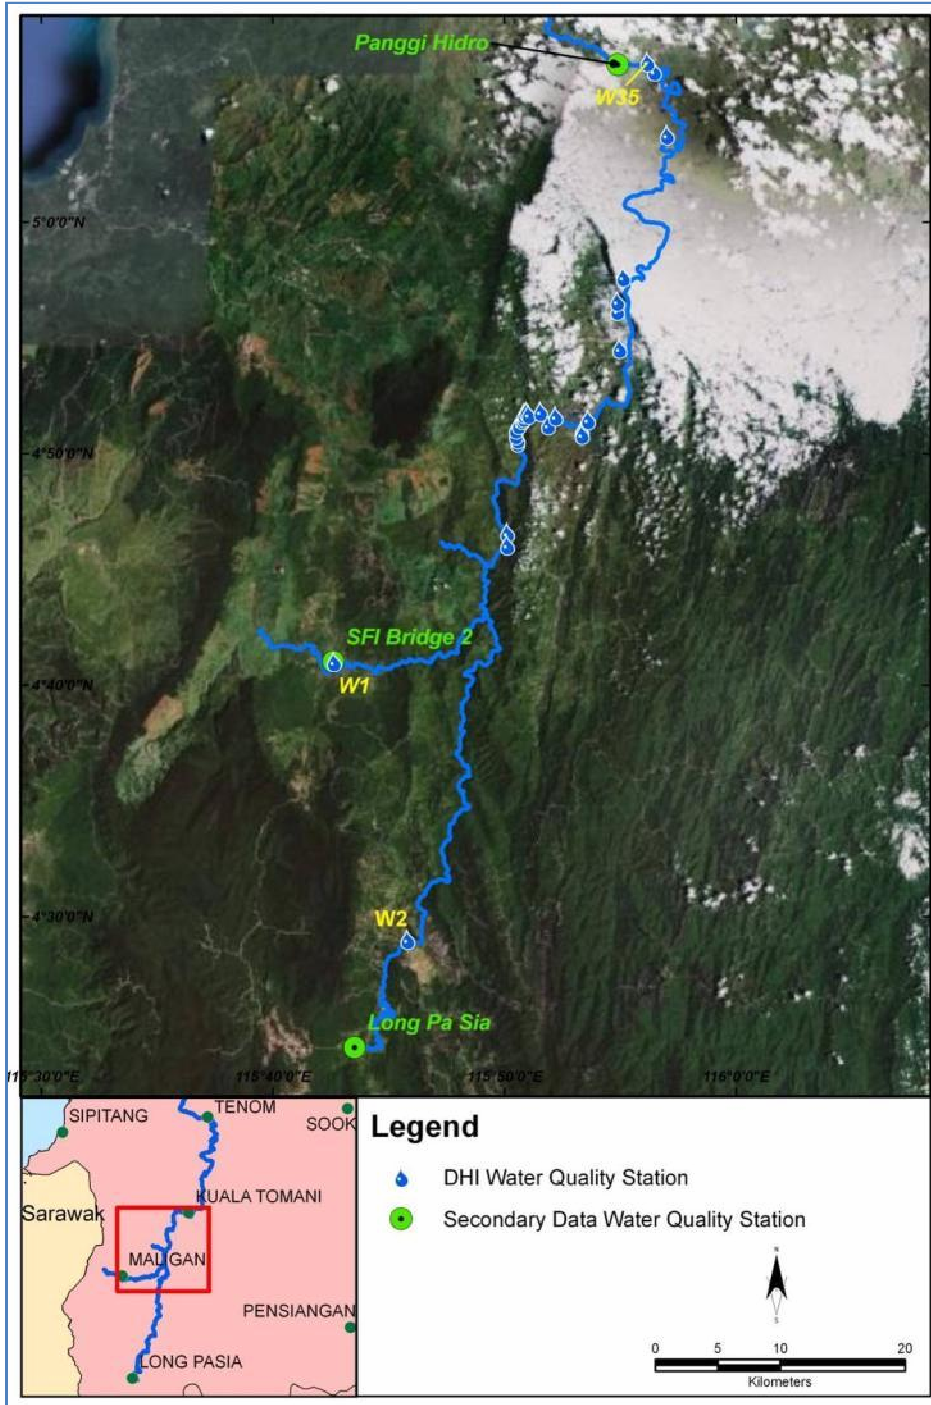 Panggi Hidro
W35
5°0'0"N
4°50'0"N
SFI Bridge 2
W1
4°40'0"N
W2
4°30'0"N
Long Pa Sia
115°30'0"E
115°40'0"E
115°50'0"E
116°0'0"E
SIPITANG
TENOM
SOOK
Sarawak
KUALA TOMANI
MALIGAN
PENSIANGAN
LONG PASIA
Legend
DHI Water Quality Station
Secondary Data Water Quality Station
N
S
0 5 10 20
Kilometers